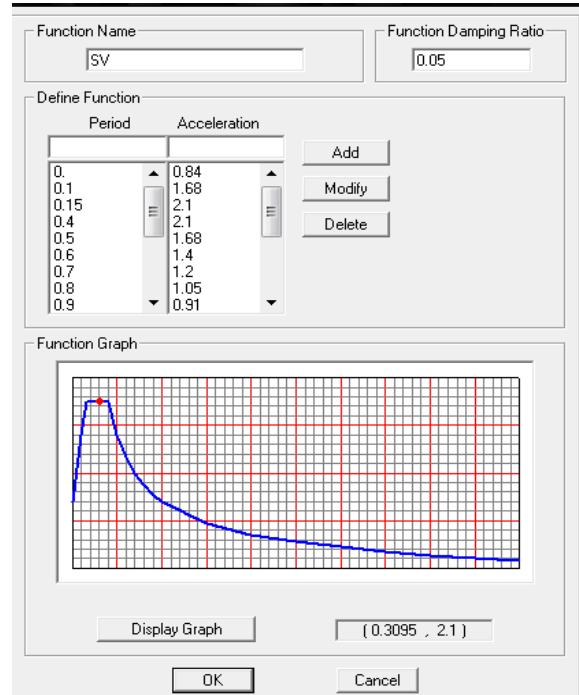 Function Name
Function Damping Ratio
SV
0.05
Define Function
Period Acceleration
Add
Modify
Delete
0. 0.84
0.1 1.68
0.15 2.1
0.4 2.1
0.5 1.68
0.6 1.4
0.7 1.2
0.8 1.05
0.9 0.91
Function Graph
Display Graph
( 0.3095 , 2.1 )
OK
Cancel